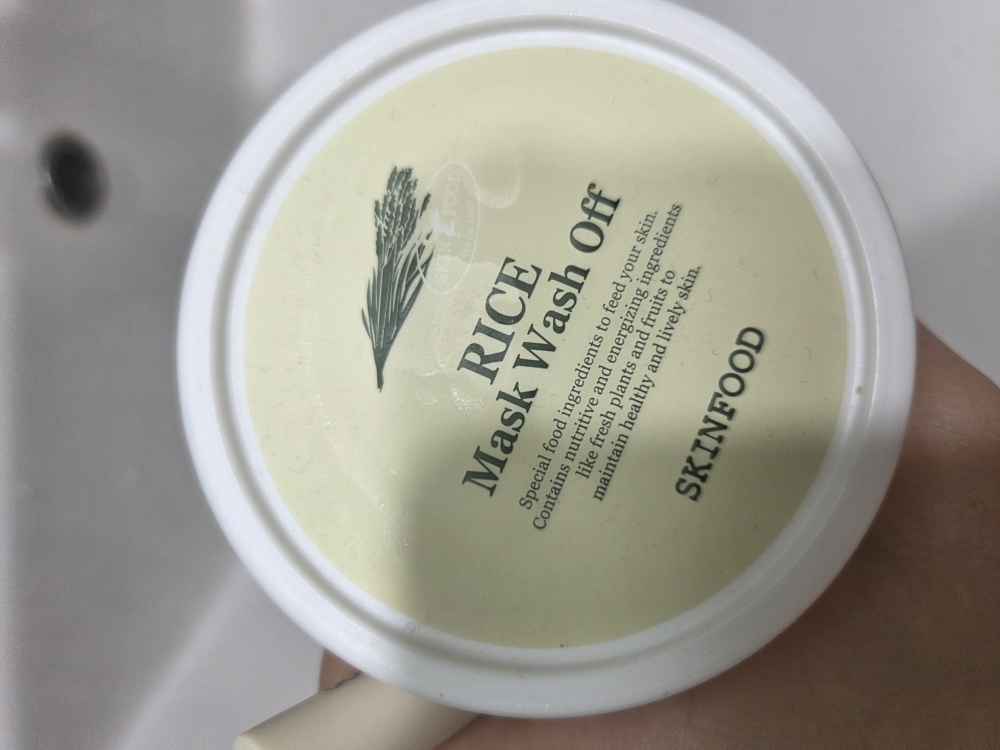 RICE
Mask Wash Off
Special food ingredients to feed your skin.
Contains nutritive and energizing ingredients
like fresh plants and fruits to
maintain healthy and lively skin.
SKINFOOD